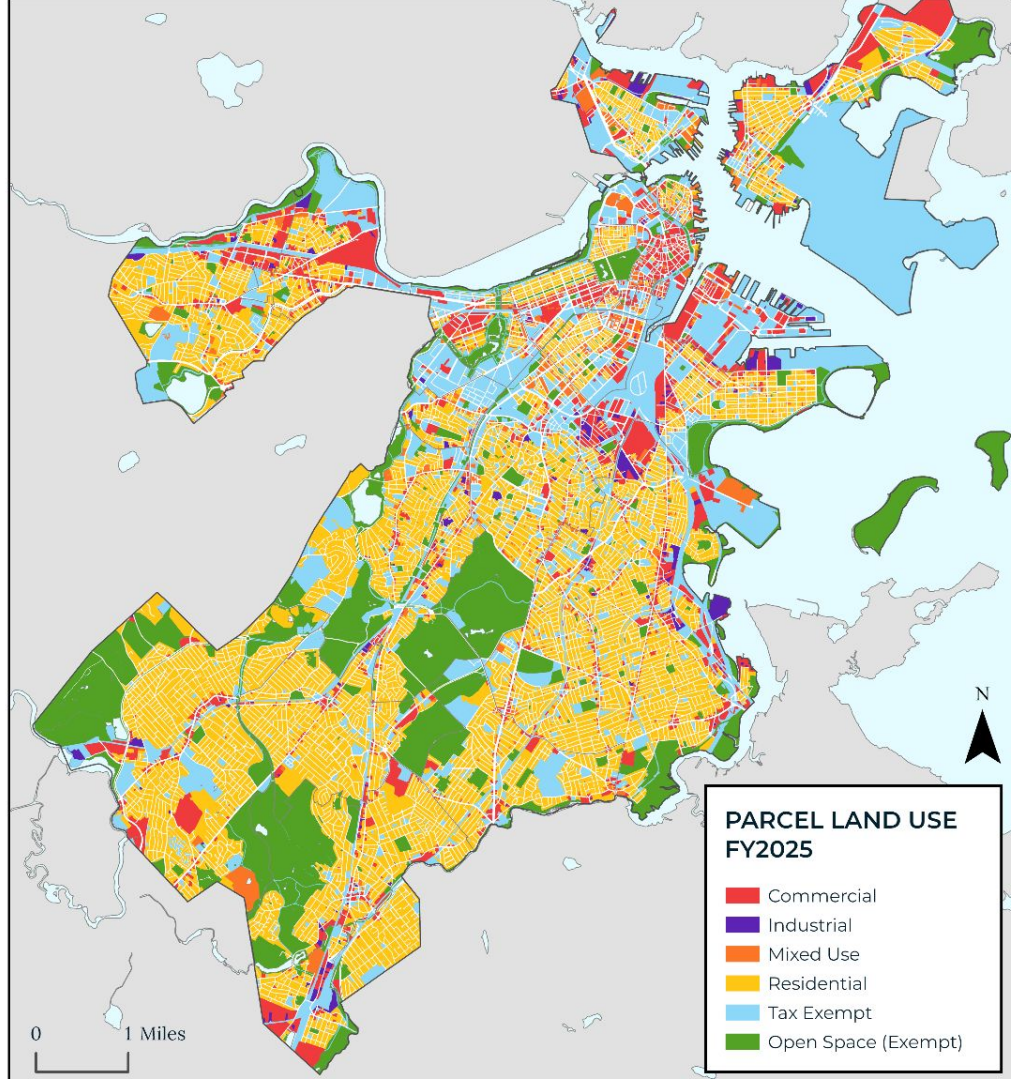 N
PARCEL LAND USE
FY2025
Commercial
Industrial
Mixed Use
Residential
Tax Exempt
Open Space (Exempt)
0 1 Miles